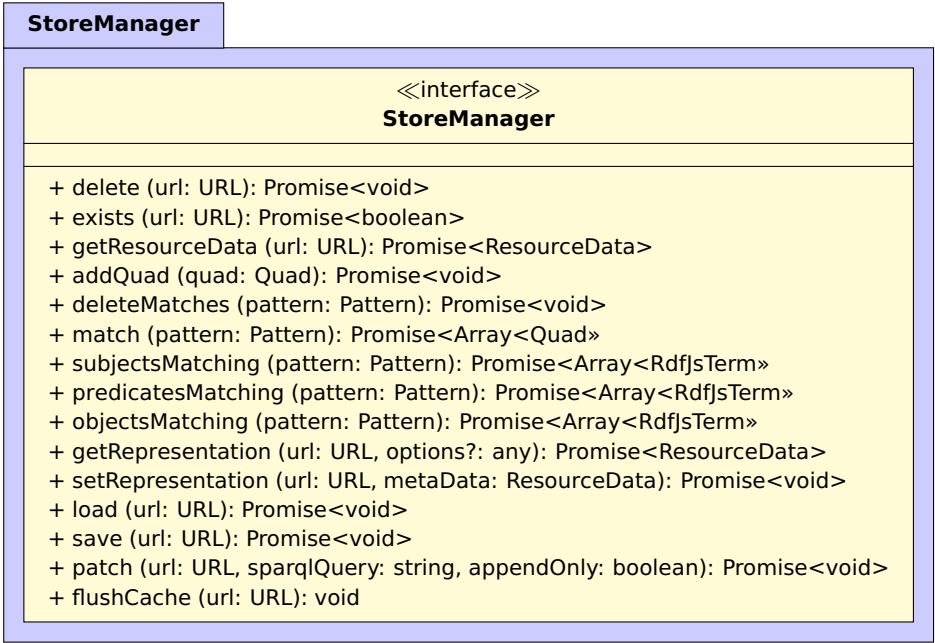 StoreManager
≪interface≫
StoreManager
+ delete (url: URL): Promise<void>
+ exists (url: URL): Promise<boolean>
+ getResourceData (url: URL): Promise<ResourceData>
+ addQuad (quad: Quad): Promise<void>
+ deleteMatches (pattern: Pattern): Promise<void>
+ match (pattern: Pattern): Promise<Array<Quad»
+ subjectsMatching (pattern: Pattern): Promise<Array<RdfJsTerm»
+ predicatesMatching (pattern: Pattern): Promise<Array<RdfJsTerm»
+ objectsMatching (pattern: Pattern): Promise<Array<RdfJsTerm»
+ getRepresentation (url: URL, options?: any): Promise<ResourceData>
+ setRepresentation (url: URL, metaData: ResourceData): Promise<void>
+ load (url: URL): Promise<void>
+ save (url: URL): Promise<void>
+ patch (url: URL, sparqlQuery: string, appendOnly: boolean): Promise<void>
+ flushCache (url: URL): void